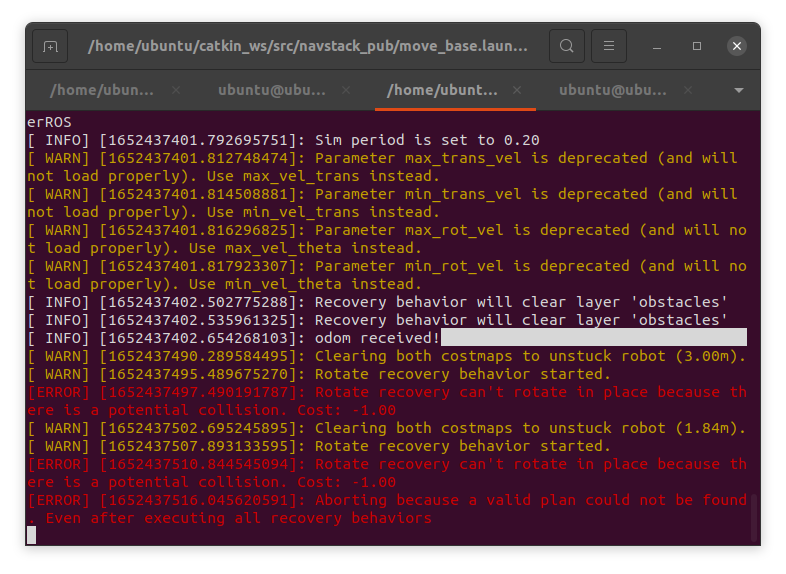 /home/ubuntu/catkin_ws/src/navstack_pub/move_base.laun...
/home/ubun... × ubuntu@ubu... × /home/ubunt... × ubuntu@ubu... ×
erROS
[ INFO] [1652437401.792695751]: Sim period is set to 0.20
[ WARN] [1652437401.812748474]: Parameter max_trans_vel is deprecated (and will
not load properly). Use max_vel_trans instead.
[ WARN] [1652437401.814508881]: Parameter min_trans_vel is deprecated (and will
not load properly). Use min_vel_trans instead.
[ WARN] [1652437401.816296825]: Parameter max_rot_vel is deprecated (and will no
t load properly). Use max_vel_theta instead.
[ WARN] [1652437401.817923307]: Parameter min_rot_vel is deprecated (and will no
t load properly). Use min_vel_theta instead.
[ INFO] [1652437402.502775288]: Recovery behavior will clear layer 'obstacles'
[ INFO] [1652437402.535961325]: Recovery behavior will clear layer 'obstacles'
[ INFO] [1652437402.654268103]: odom received!
[ WARN] [1652437490.289584495]: Clearing both costmaps to unstuck robot (3.00m).
[ WARN] [1652437495.489675270]: Rotate recovery behavior started.
[ERROR] [1652437497.490191787]: Rotate recovery can't rotate in place because th
ere is a potential collision. Cost: -1.00
[ WARN] [1652437502.695245895]: Clearing both costmaps to unstuck robot (1.84m).
[ WARN] [1652437507.893133595]: Rotate recovery behavior started.
[ERROR] [1652437510.844545094]: Rotate recovery can't rotate in place because th
ere is a potential collision. Cost: -1.00
[ERROR] [1652437516.045620591]: Aborting because a valid plan could not be found
. Even after executing all recovery behaviors